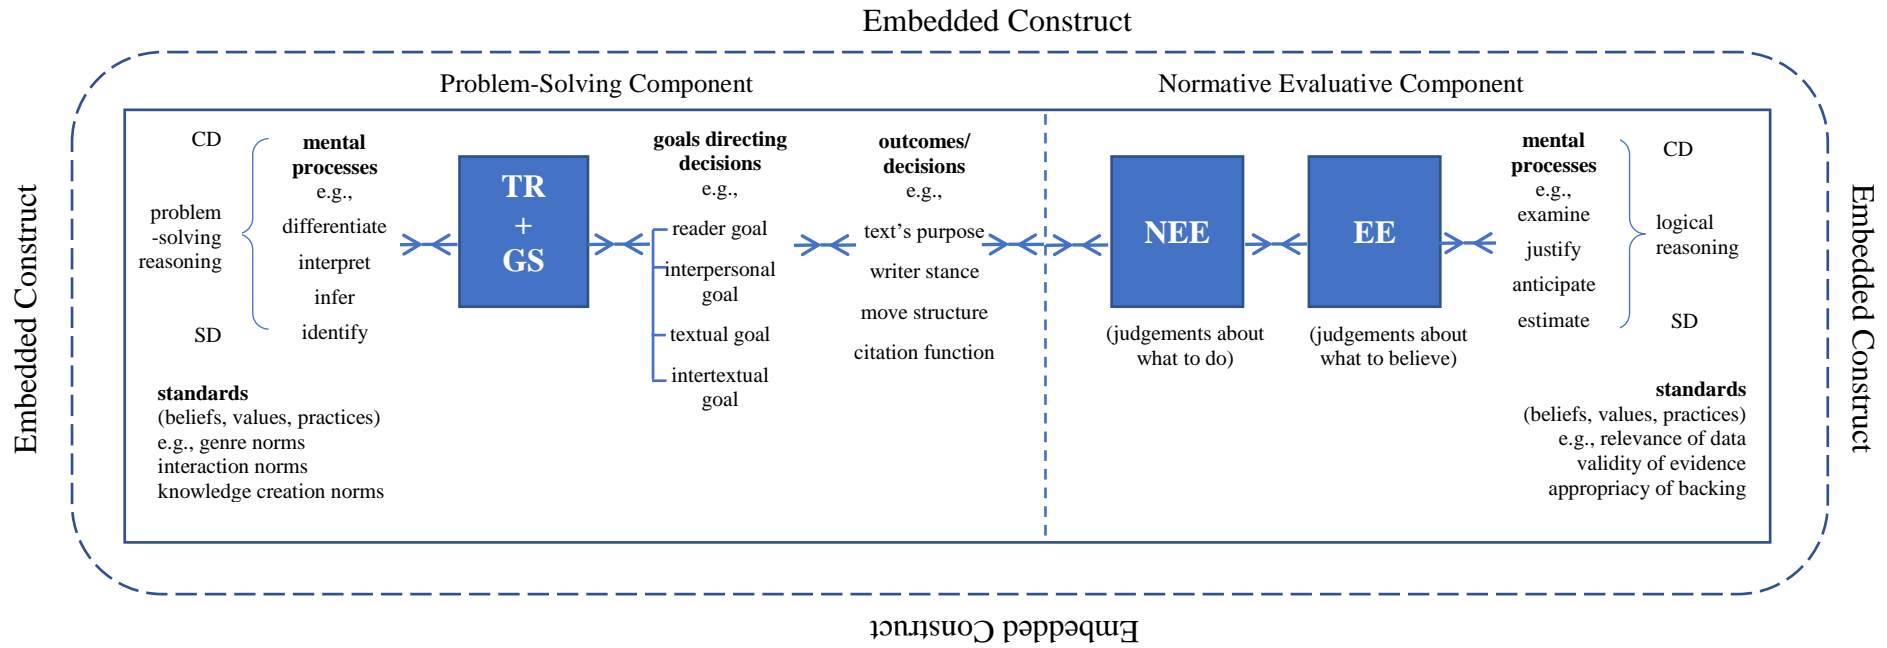 Embedded Construct
Problem-Solving Component
Normative Evaluative Component
Embedded Construct
CD
problem
-solving
reasoning
SD
mental
processes
e.g.,
differentiate
interpret
infer
identify
standards
(beliefs, values, practices)
e.g., genre norms
interaction norms
knowledge creation norms
TR
+
GS
goals directing
decisions
e.g.,
reader goal
interpersonal
goal
textual goal
intertextual
goal
outcomes/
decisions
e.g.,
text's purpose
writer stance
move structure
citation function
NEE
(judgements about
what to do)
EE
(judgements about
what to believe)
mental
processes
e.g.,
examine
justify
anticipate
estimate
CD
logical
reasoning
SD
standards
(beliefs, values, practices)
e.g., relevance of data
validity of evidence
appropriacy of backing
Embedded Construct
Embedded Construct